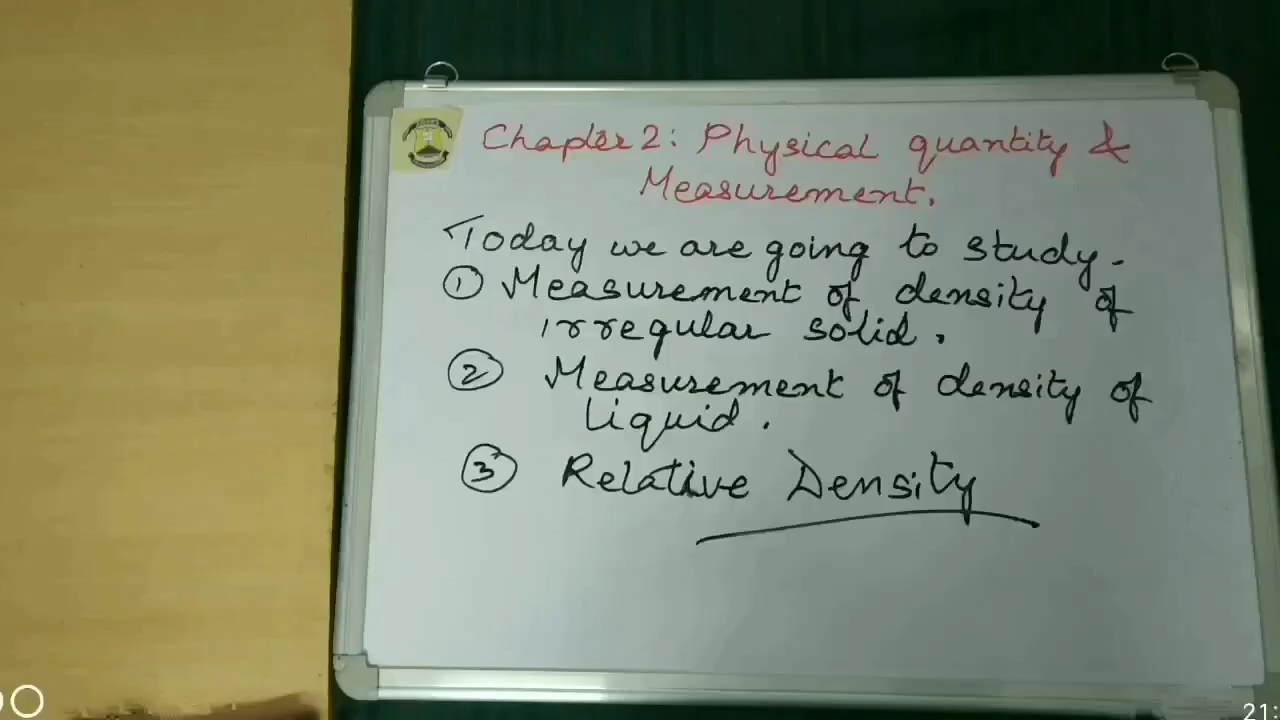 Chapter 2: Physical quantity &
Measurement.
Today we are going to study.
① Measurement of density of
irregular solid.
② Measurement of density of
liquid.
③ Relative Density
21: